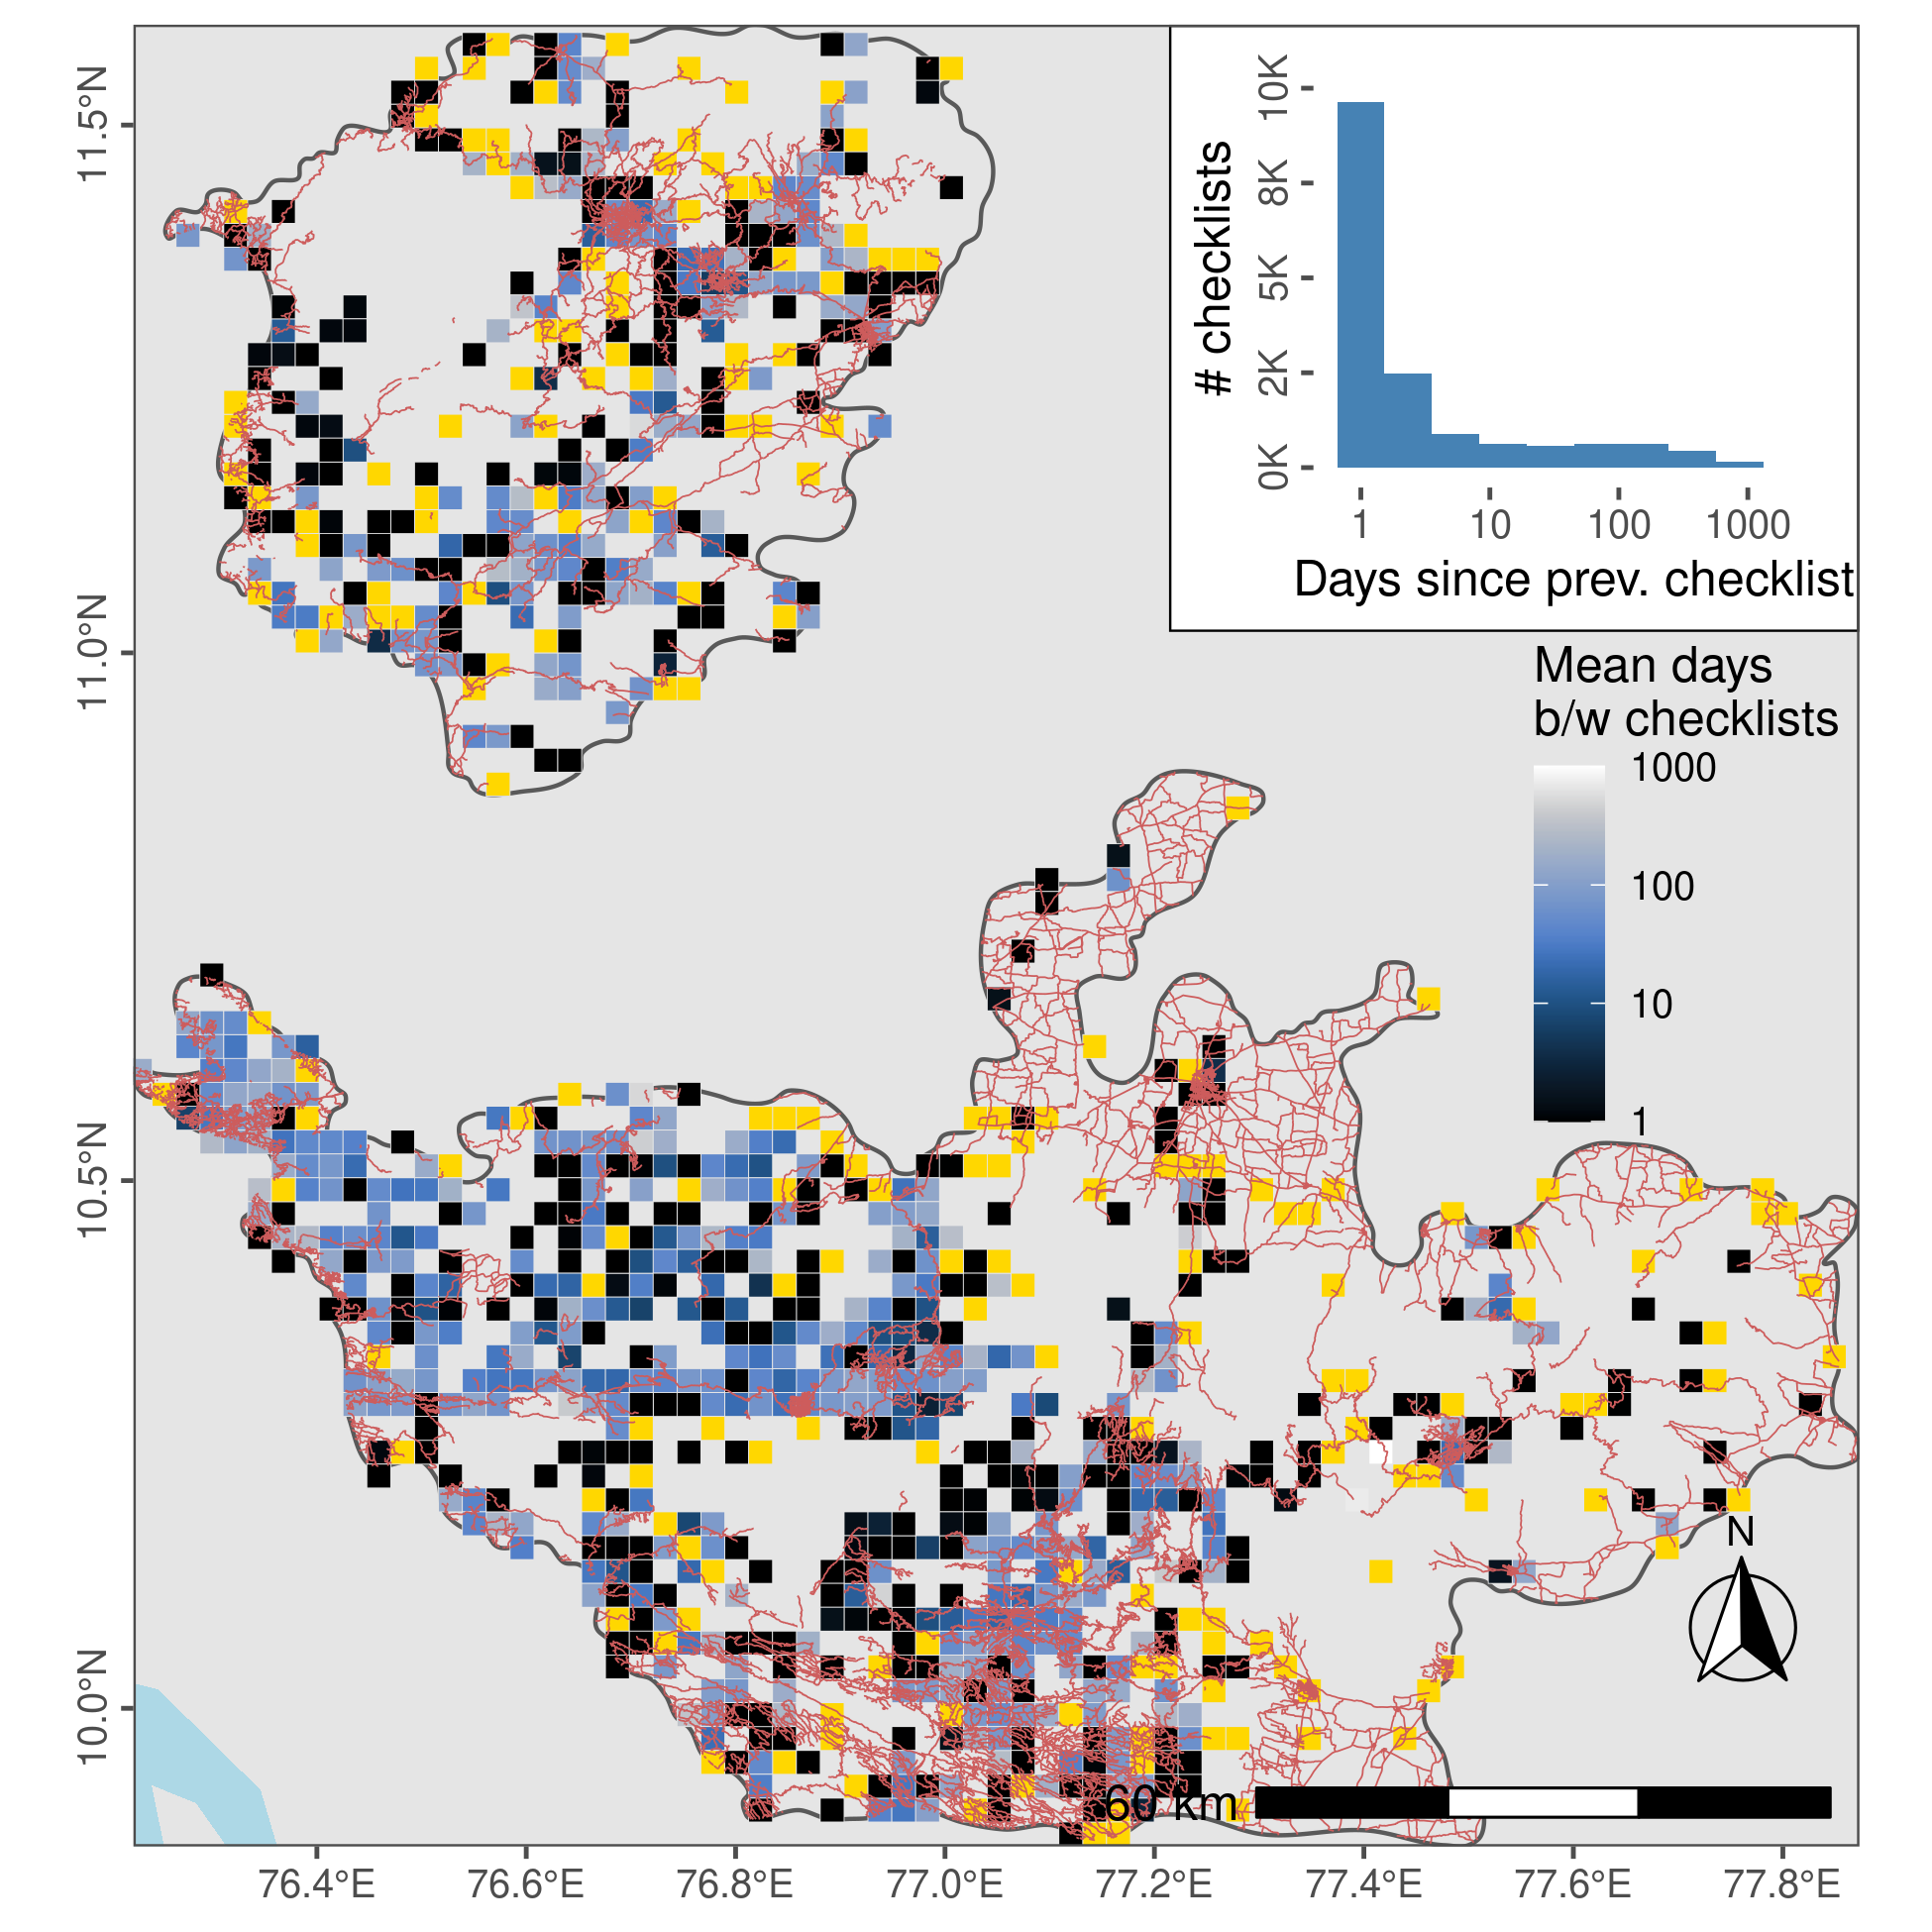 11.5°N
11.0°N
10.5°N
10.0°N
# checklists
10K
8K
5K
2K
0K
1 10 100 1000
Days since prev. checklist
Mean days
b/w checklists
1000
100
10
1
N
60 km
76.4°E 76.6°E 76.8°E 77.0°E 77.2°E 77.4°E 77.6°E 77.8°E